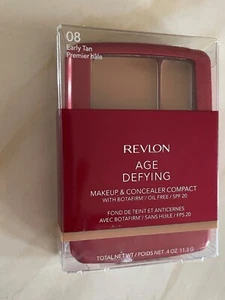 08
Early Tan
Premier hâle
REVLON
AGE
DEFYING
MAKEUP & CONCEALER COMPACT
WITH BOTAFIRM / OIL FREE / SPF 20
FOND DE TEINT ET ANTICERNES
AVEC BOTAFIRM / SANS HUILE / FPS 20
TOTAL NET WT / POIDS NET .4 OZ. 11.3 G